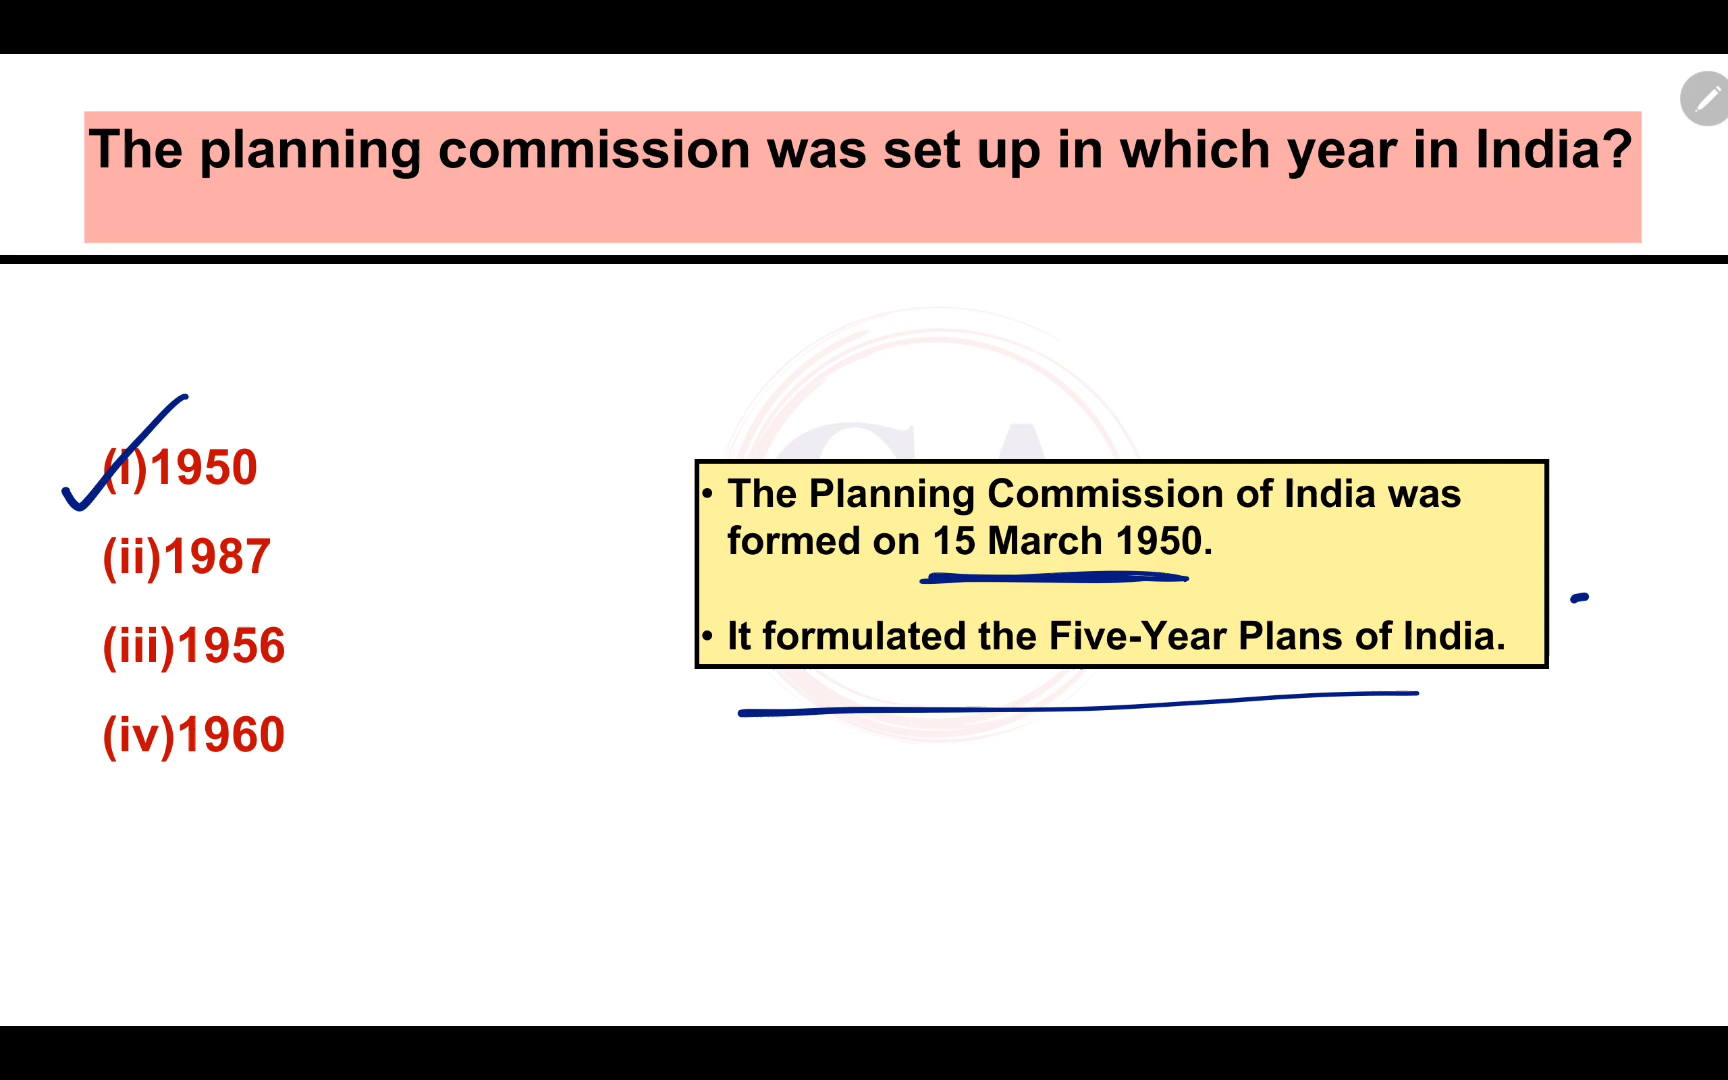 The planning commission was set up in which year in India?
(i)1950
(ii)1987
(iii)1956
(iv)1960
• The Planning Commission of India was
formed on 15 March 1950.
• It formulated the Five-Year Plans of India.